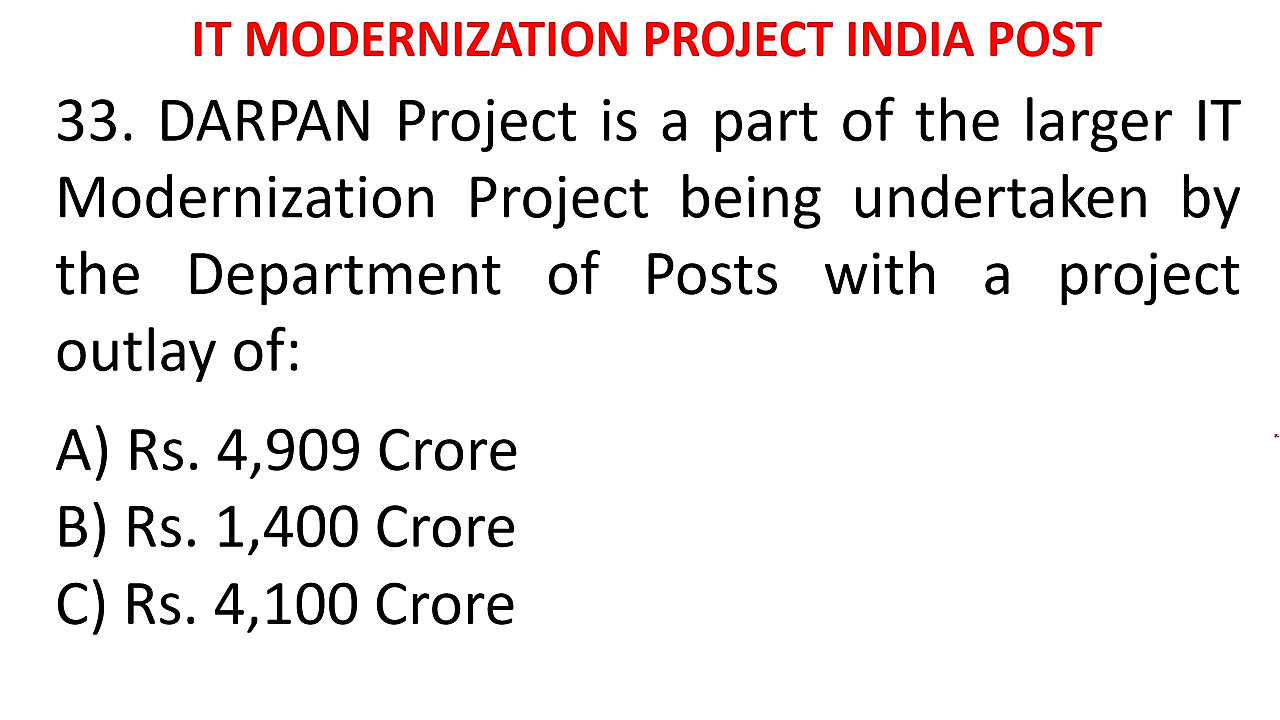 IT MODERNIZATION PROJECT INDIA POST
33. DARPAN Project is a part of the larger IT
Modernization Project being undertaken by
the Department of Posts with a project
outlay of:
A) Rs. 4,909 Crore
B) Rs. 1,400 Crore
C) Rs. 4,100 Crore